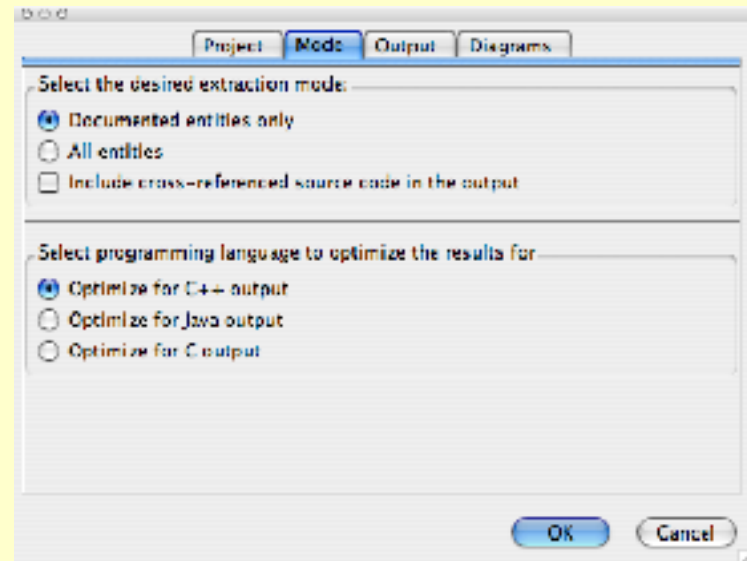 Project Mode Output Diagrams
Select the desired extraction mode:
Documented entities only
All entities
Include cross-referenced source code in the output
Select programming language to optimize the results for
Optimize for C++ output
Optimize for Java output
Optimize for C output
OK Cancel